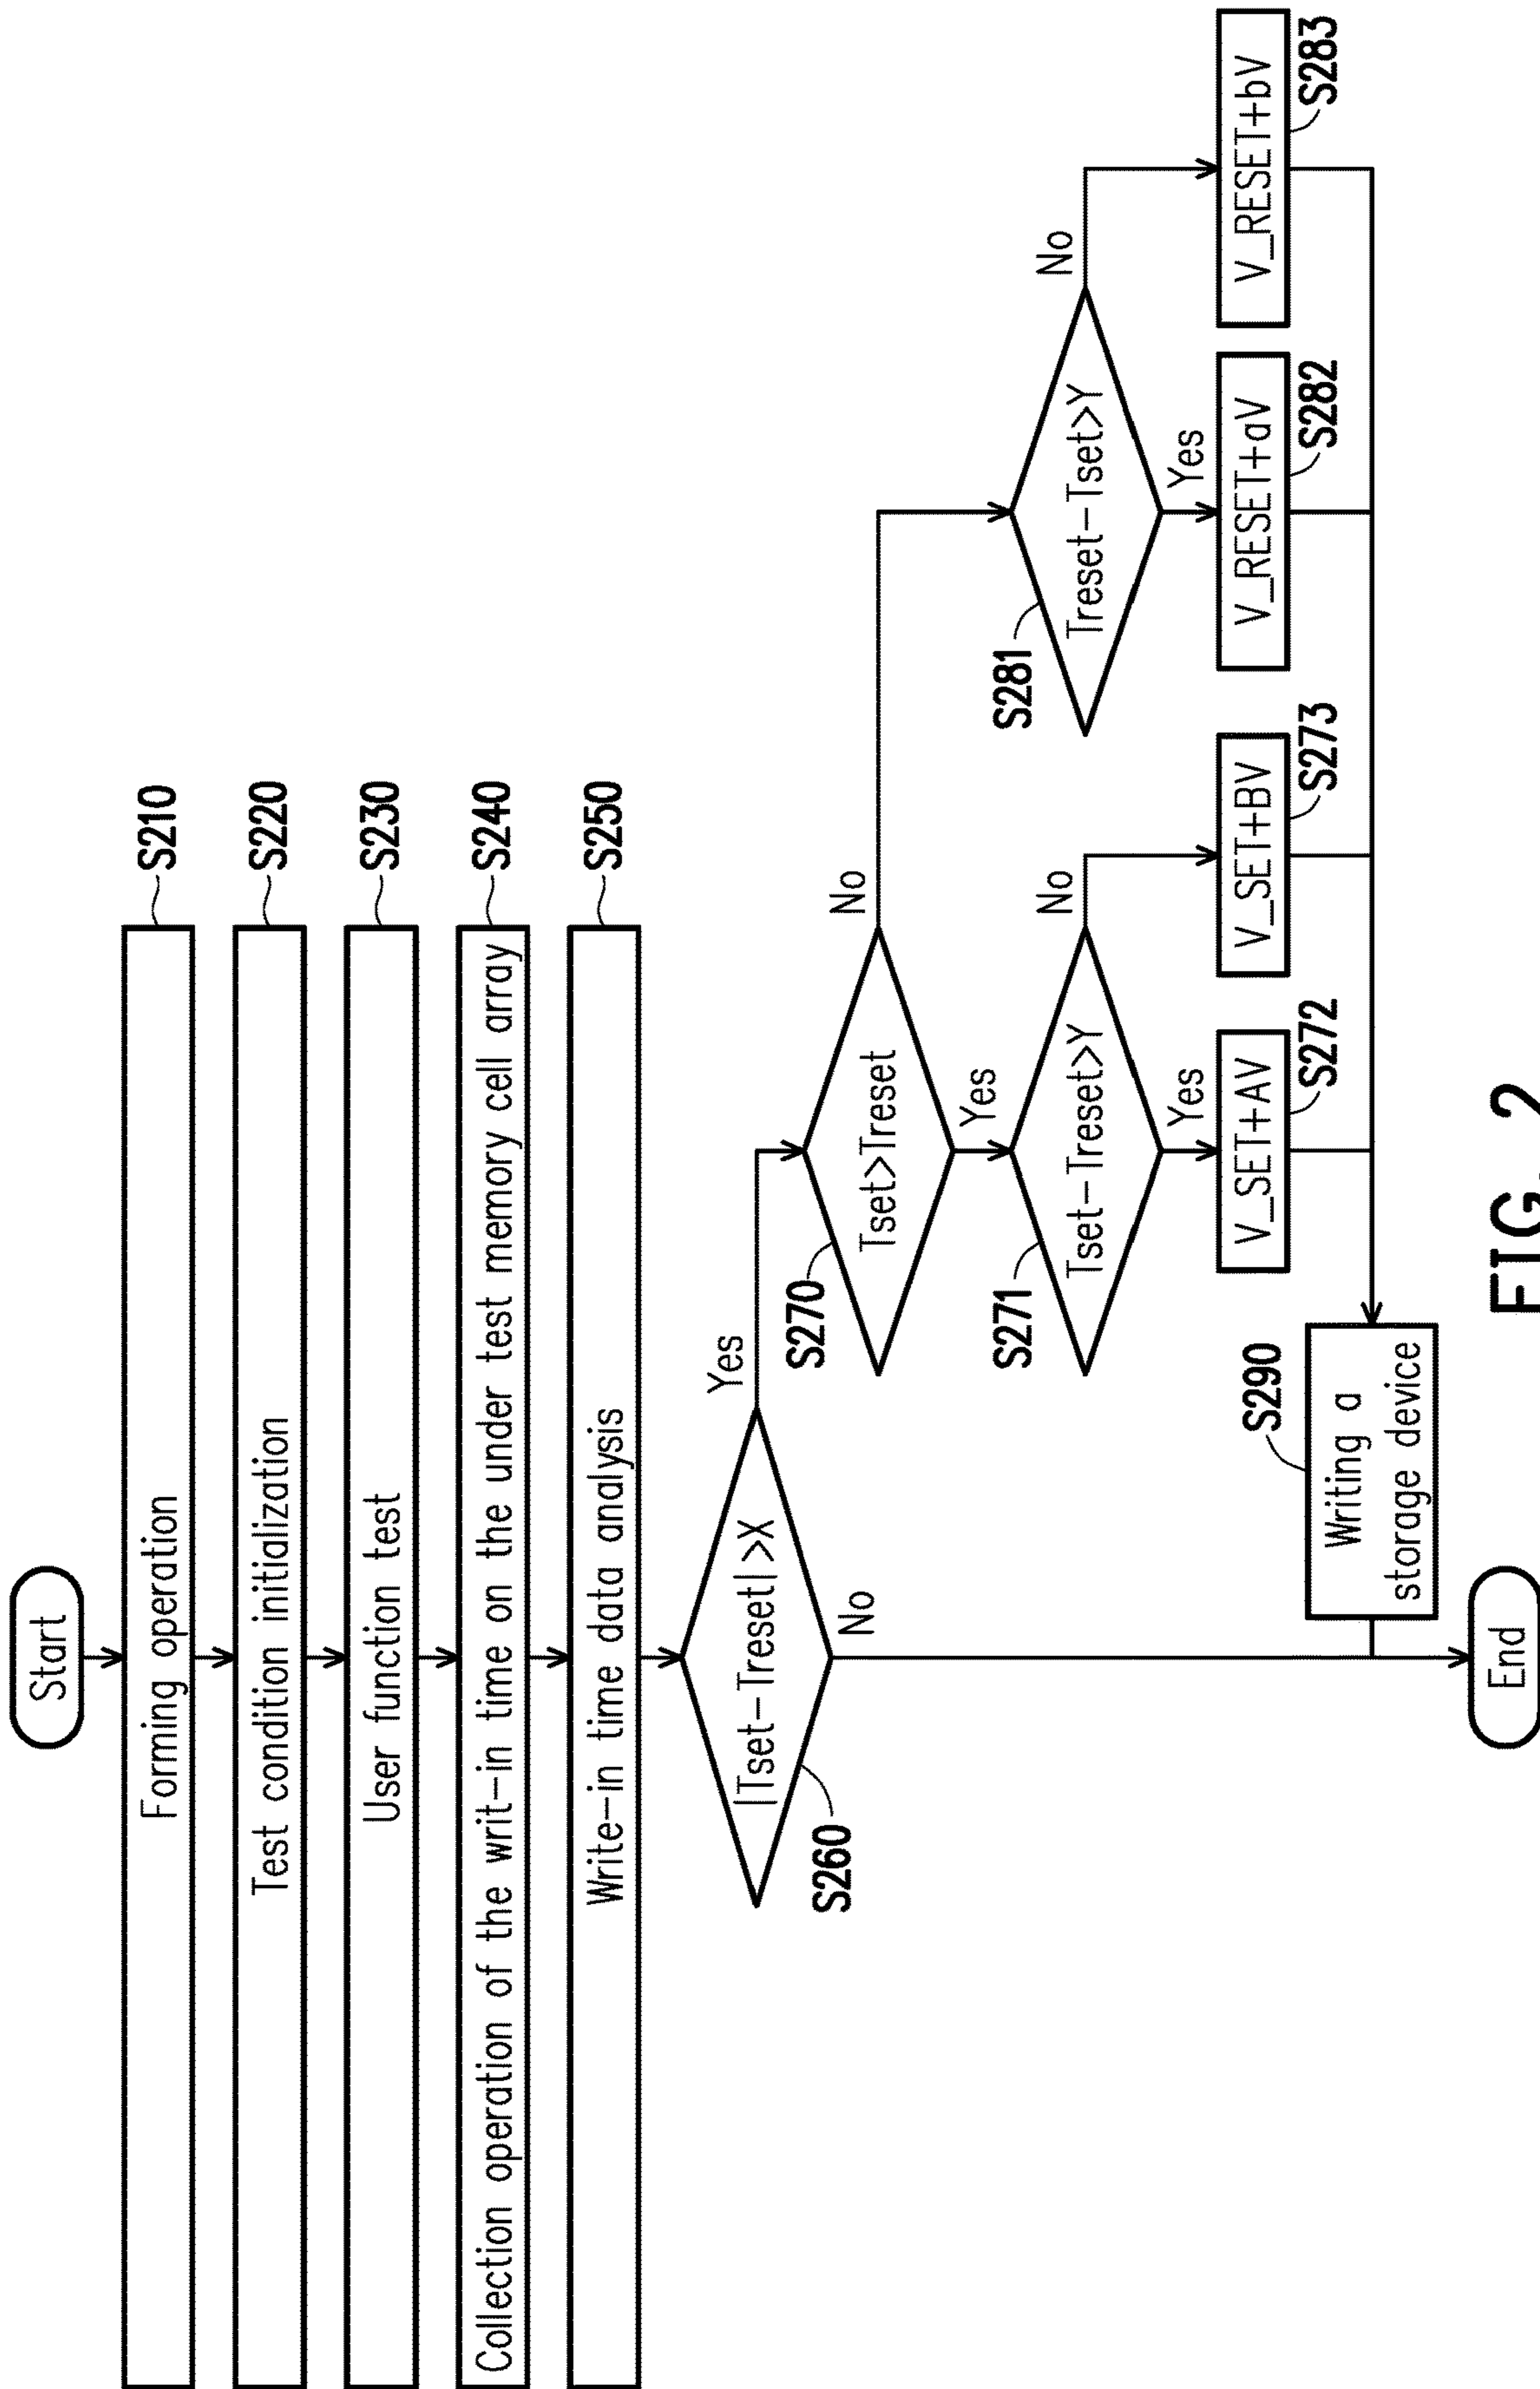 Start
Forming operation
S210
Test condition initialization
S220
User function test
S230
Collection operation of the writ-in time on the under test memory cell array
S240
Write-in time data analysis
S250
|Tset-Treset|>X
S260
Yes
No
Tset>Treset
S270
No
Yes
Tset-Treset>Y
S271
No
Yes
Treset-Tset>Y
S281
No
Yes
V_SET+AV
S272
V_SET+BV
S273
V_RESET+aV
S282
V_RESET+bV
S283
S290
Writing a
storage device
End
FIG. 2